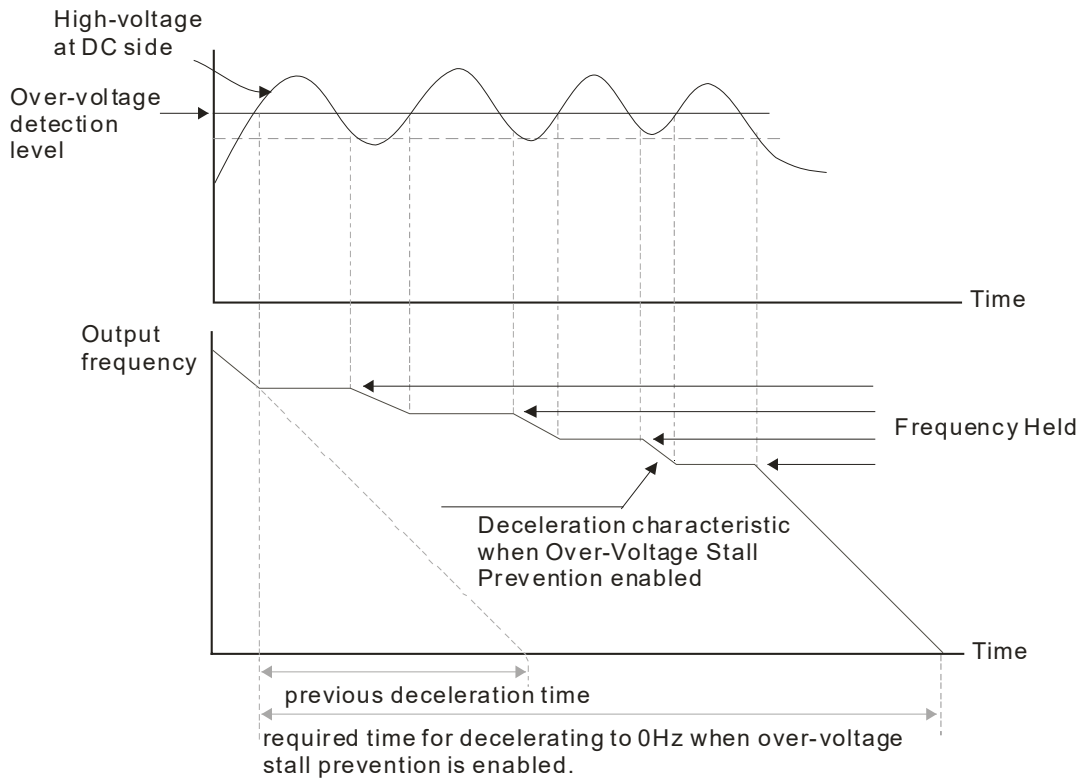 High-voltage
at DC side
Over-voltage
detection
level
Time
Output
frequency
Frequency Held
Deceleration characteristic
when Over-Voltage Stall
Prevention enabled
Time
previous deceleration time
required time for decelerating to 0Hz when over-voltage
stall prevention is enabled.